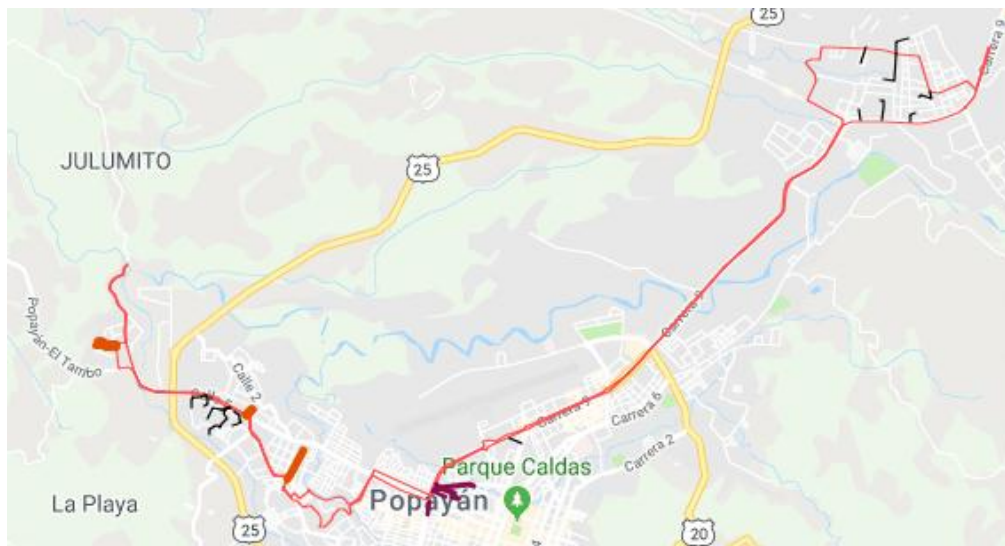 25
Carrera 9
JULUMITO
25
Popayán-El Tambo
Carrera 9
Calle 2
Carrera 9
Carrera 6
Carrera 2
Parque Caldas
Popayán
La Playa
25
20